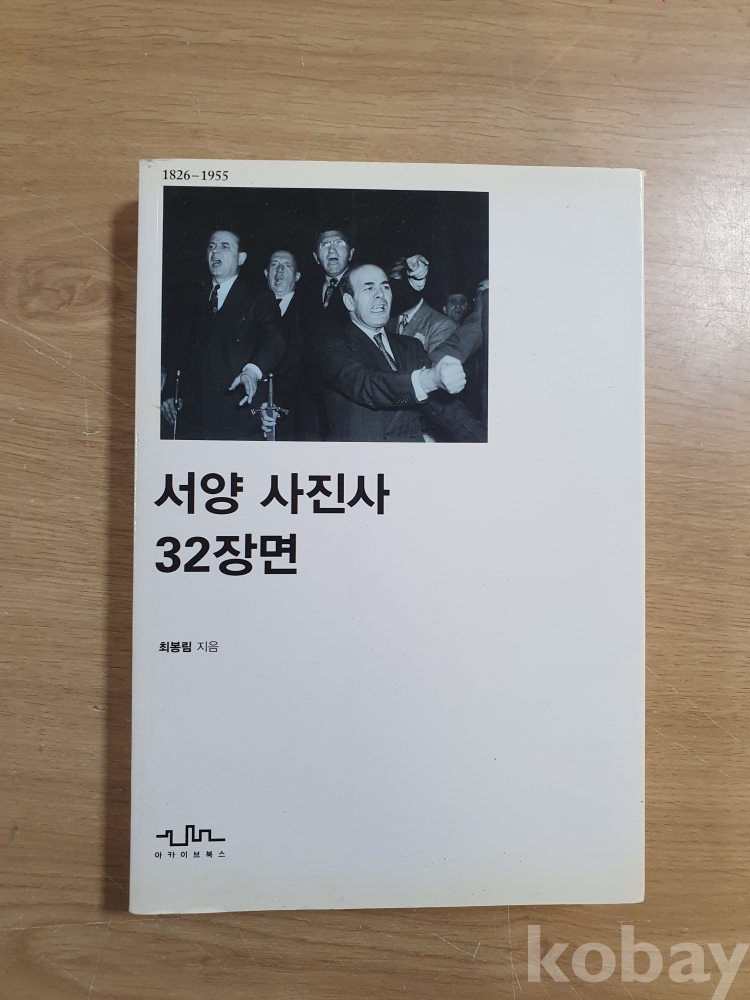 1826–1955
서양 사진사
32장면
최봉림 지음
아카이브북스
kobay